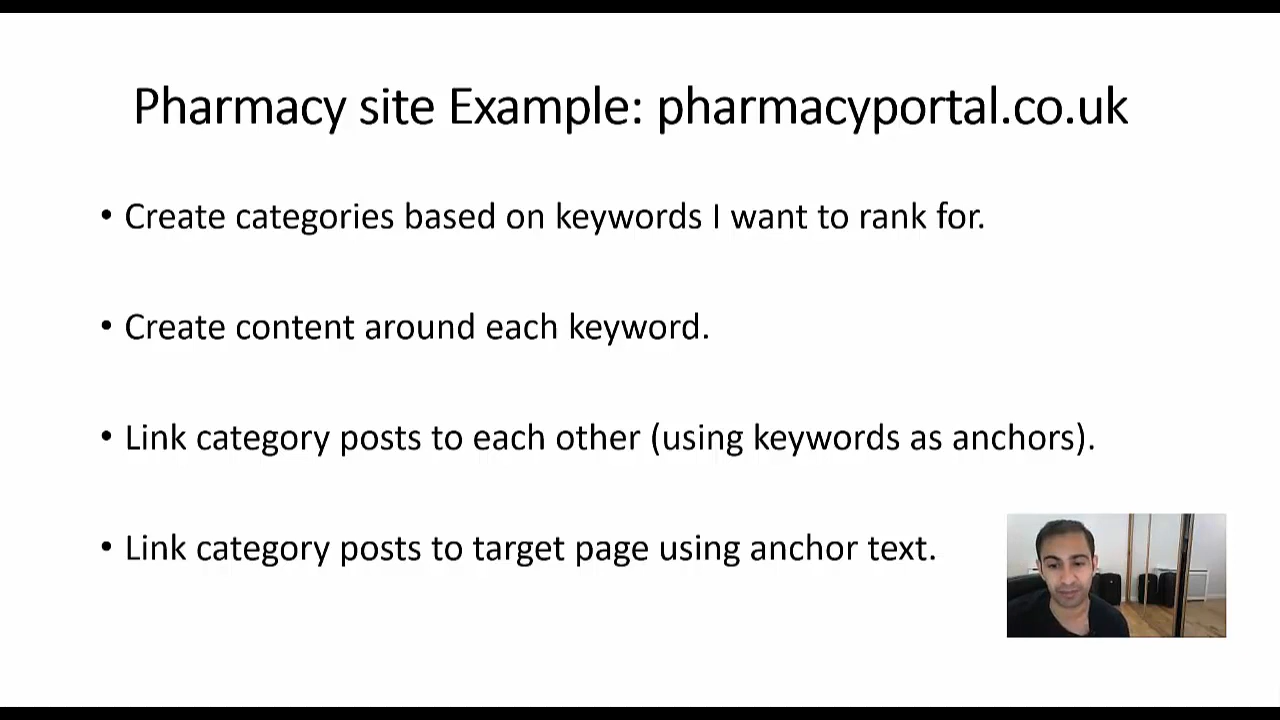 Pharmacy site Example: pharmacyportal.co.uk
• Create categories based on keywords I want to rank for.
• Create content around each keyword.
• Link category posts to each other (using keywords as anchors).
• Link category posts to target page using anchor text.